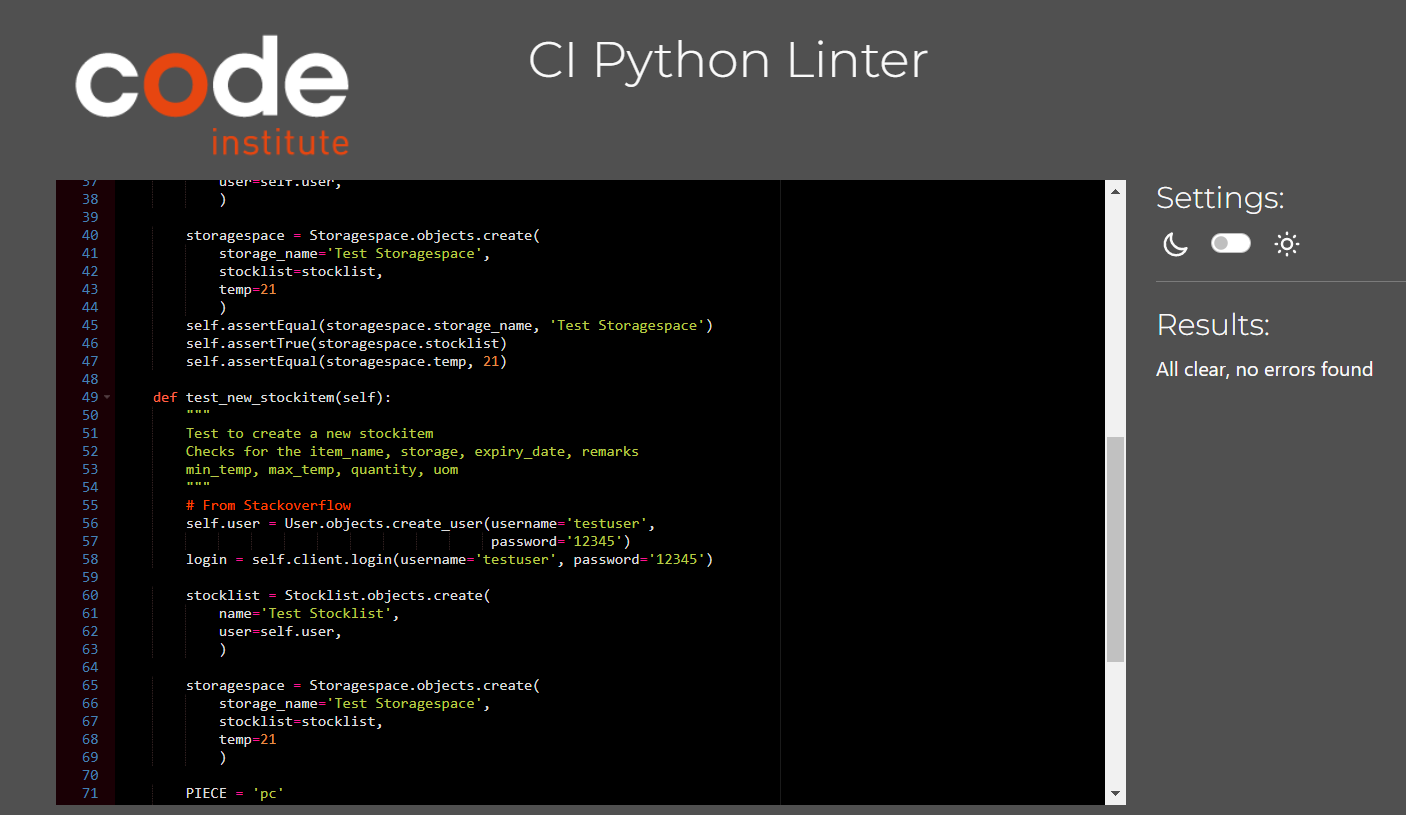 code
institute
CI Python Linter
37 user=self.user,
38 )
39
40 storagespace = Storagespace.objects.create(
41 storage_name='Test Storagespace',
42 stocklist=stocklist,
43 temp=21
44 )
45 self.assertEqual(storagespace.storage_name, 'Test Storagespace')
46 self.assertTrue(storagespace.stocklist)
47 self.assertEqual(storagespace.temp, 21)
48
49 def test_new_stockitem(self):
50 """
51 Test to create a new stockitem
52 Checks for the item_name, storage, expiry_date, remarks
53 min_temp, max_temp, quantity, uom
54 """
55 # From Stackoverflow
56 self.user = User.objects.create_user(username='testuser',
57 password='12345')
58 login = self.client.login(username='testuser', password='12345')
59
60 stocklist = Stocklist.objects.create(
61 name='Test Stocklist',
62 user=self.user,
63 )
64
65 storagespace = Storagespace.objects.create(
66 storage_name='Test Storagespace',
67 stocklist=stocklist,
68 temp=21
69 )
70
71 PIECE = 'pc'
Settings:
Results:
All clear, no errors found